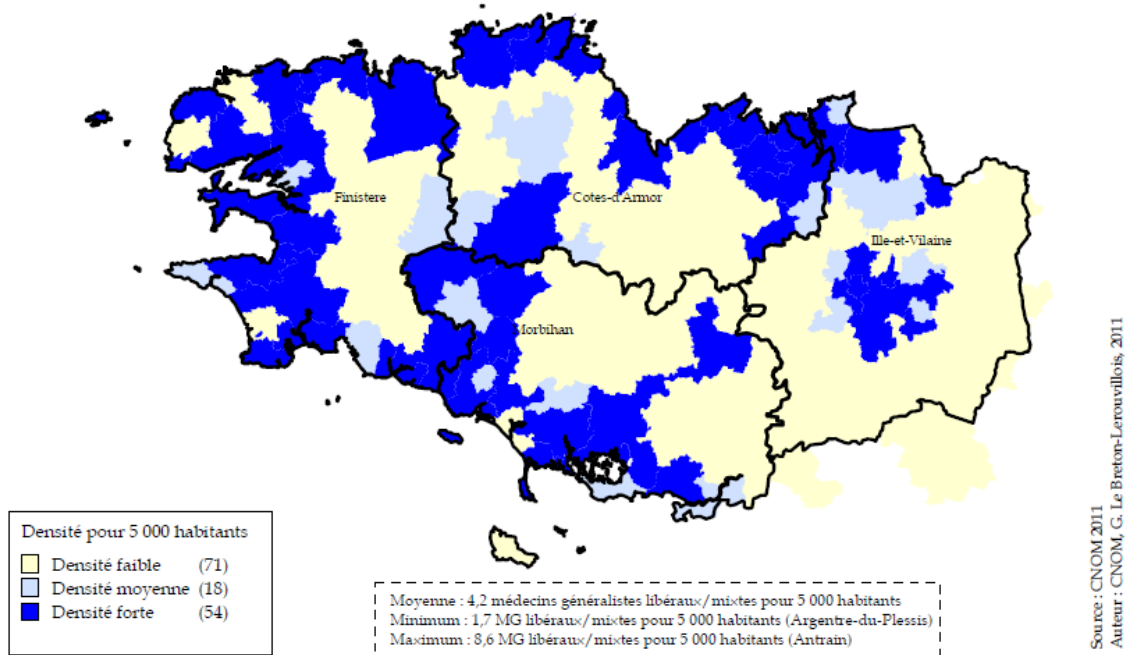 Finistere
Cotes-d'Armor
Ille-et-Vilaine
Morbihan
Densité pour 5 000 habitants
Densité faible (71)
Densité moyenne (18)
Densité forte (54)
Moyenne : 4,2 médecins généralistes libéraux/mixtes pour 5 000 habitants
Minimum : 1,7 MG libéraux/mixtes pour 5 000 habitants (Argentre-du-Plessis)
Maximum : 8,6 MG libéraux/mixtes pour 5 000 habitants (Antrain)
Source : CNOM 2011
Auteur : CNOM, G. Le Breton-Lerouvillois, 2011